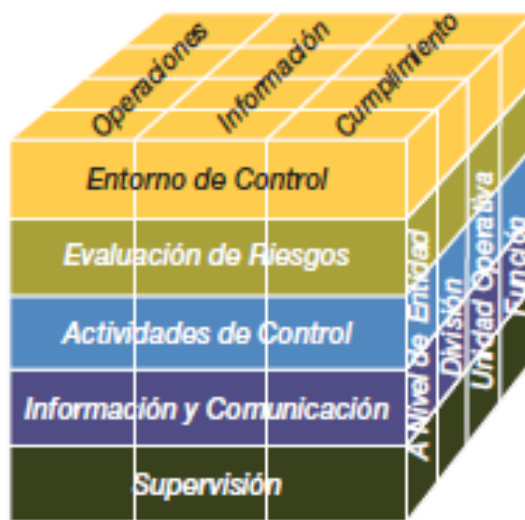 Operaciones
Información
Cumplimiento
Entorno de Control
Evaluación de Riesgos
Actividades de Control
Información y Comunicación
Supervisión
A Nivel de Entidad
División
Unidad Operativa
Función